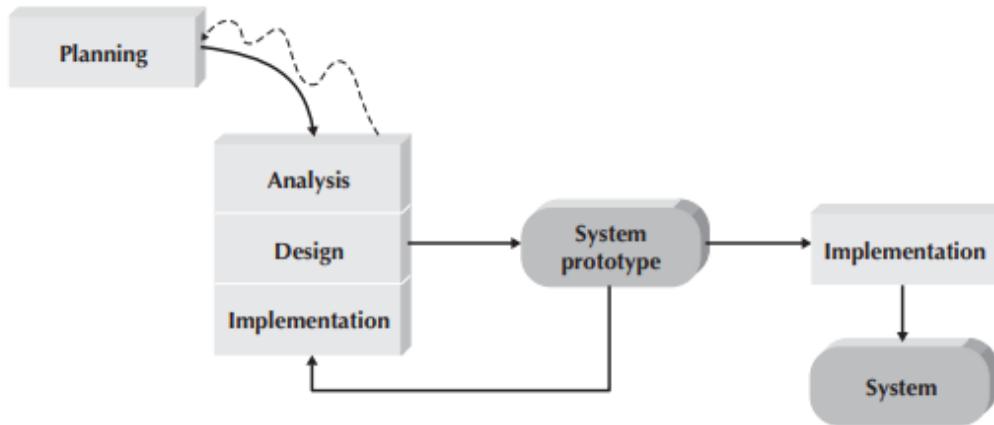 Planning
Analysis
Design
Implementation
System
prototype
Implementation
System